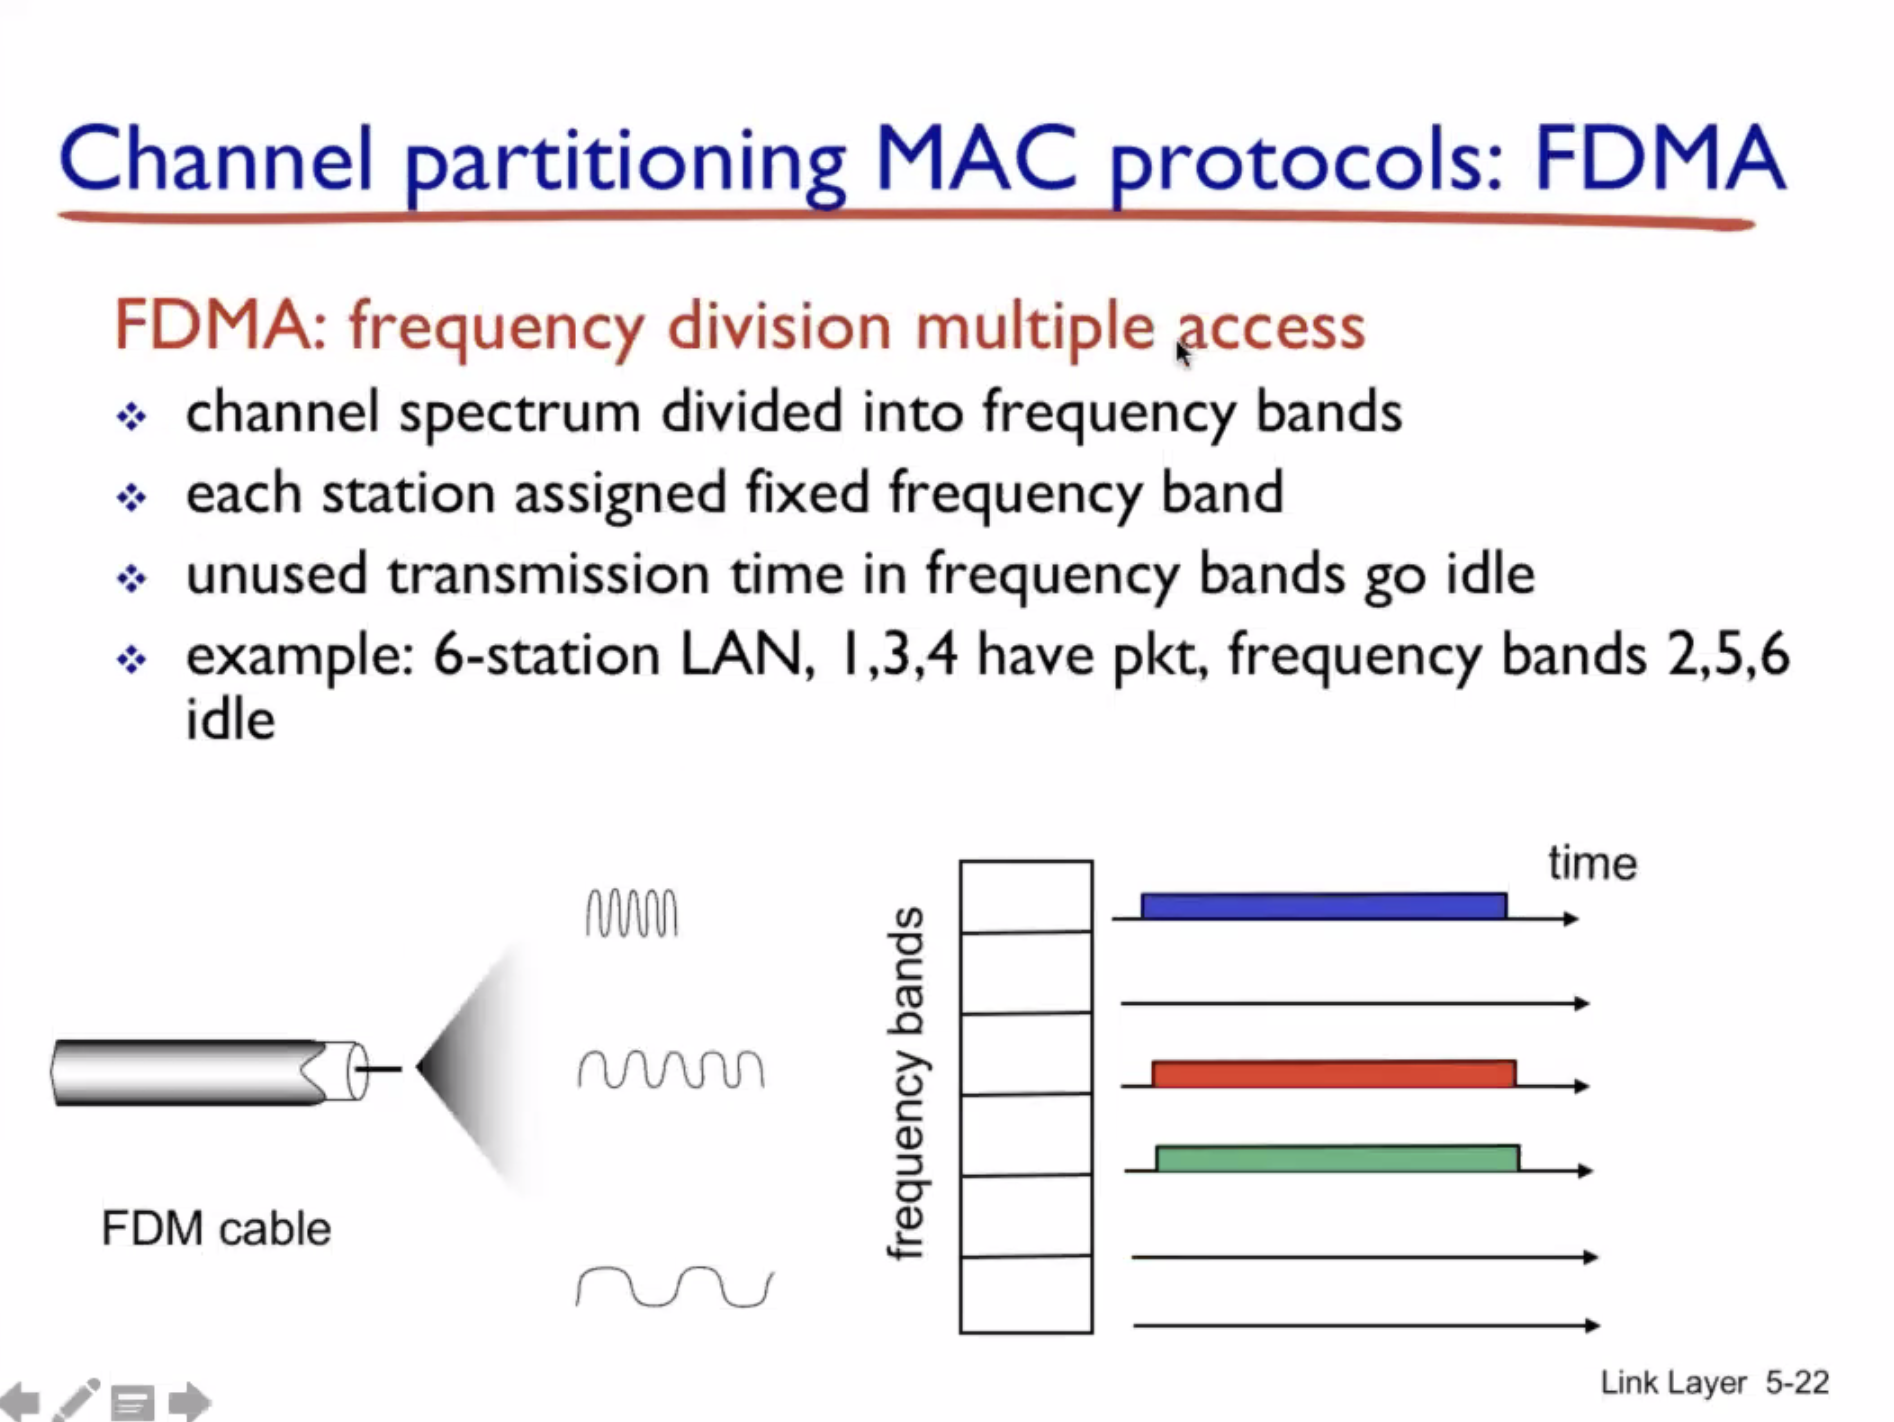 Channel partitioning MAC protocols: FDMA
FDMA: frequency division multiple access
channel spectrum divided into frequency bands
each station assigned fixed frequency band
unused transmission time in frequency bands go idle
example: 6-station LAN, 1,3,4 have pkt, frequency bands 2,5,6
idle
time
frequency bands
FDM cable
Link Layer 5-22